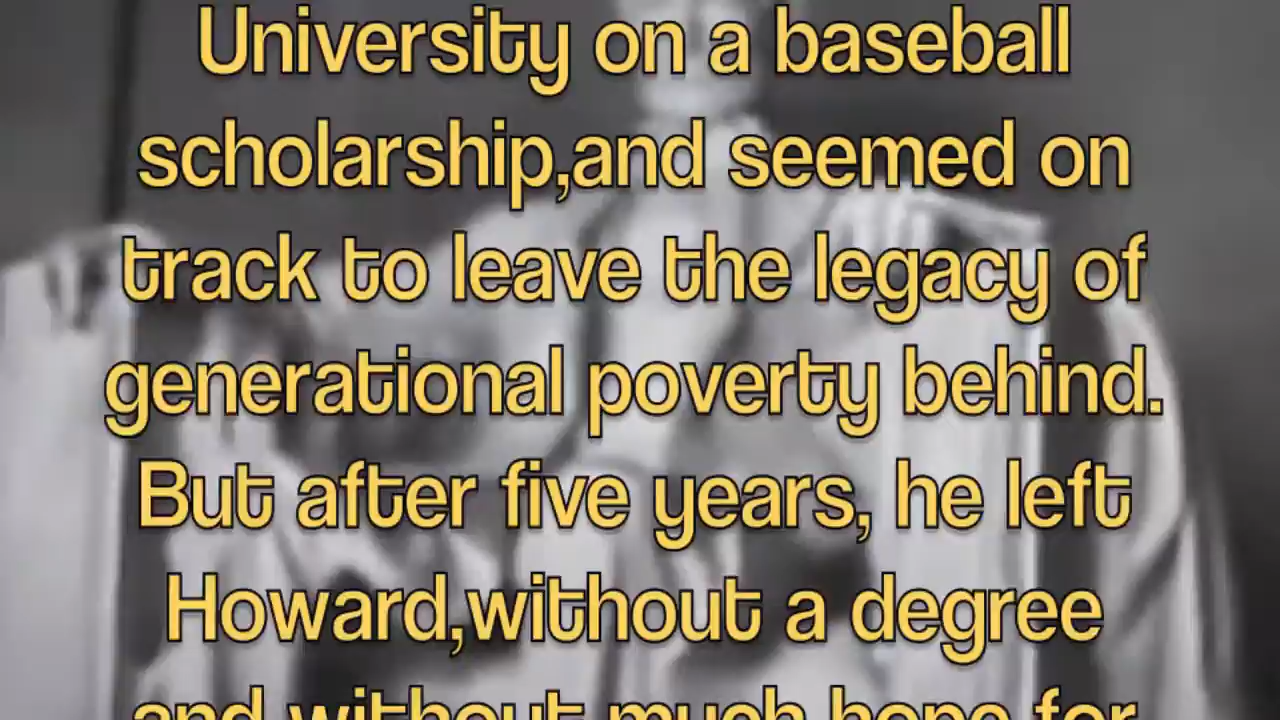 University on a baseball
scholarship,and seemed on
track to leave the legacy of
generational poverty behind.
But after five years, he left
Howard,without a degree
and without much hope for